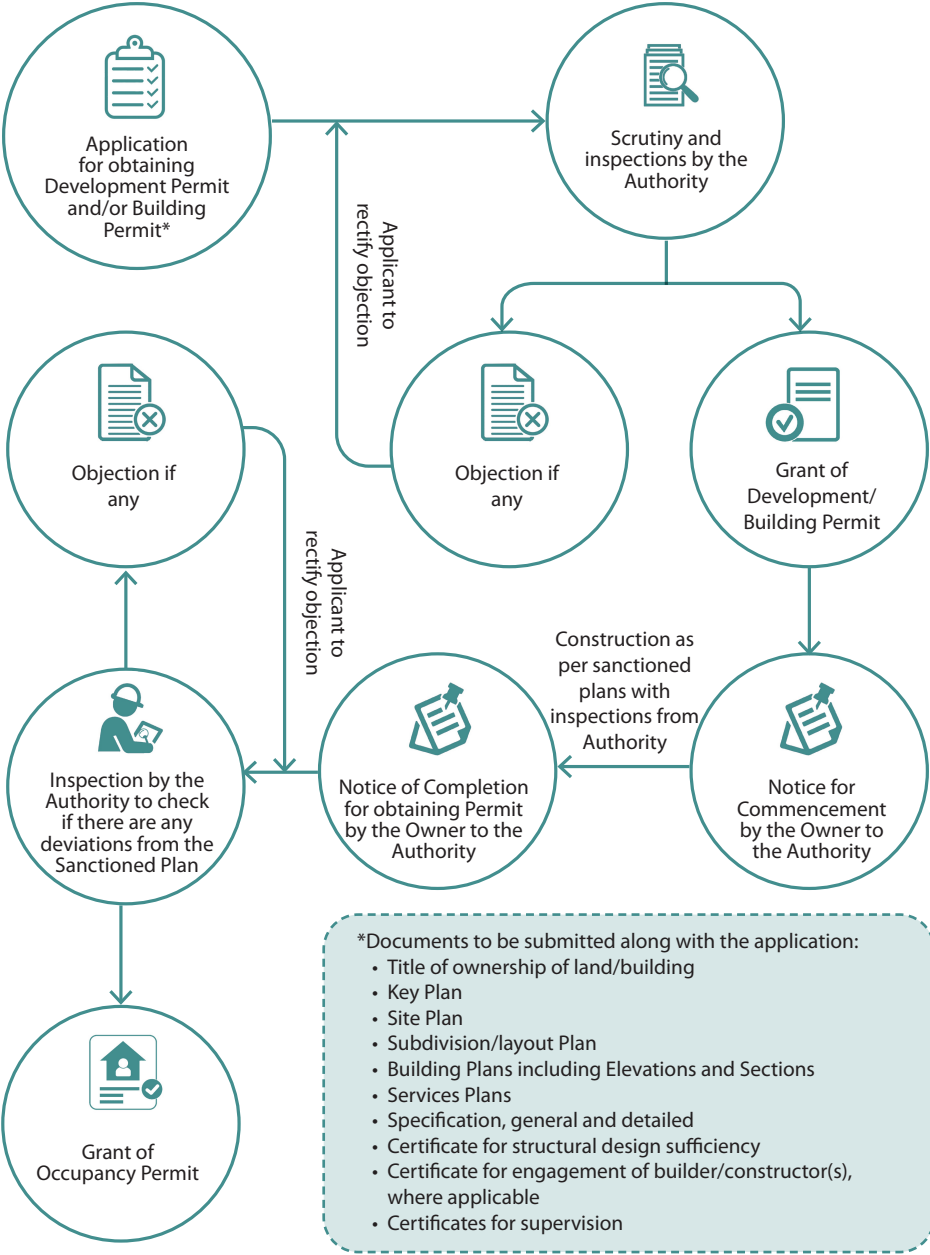 Application
for obtaining
Development Permit
and/or Building
Permit*
Scrutiny and
inspections by the
Authority
Applicant to
rectify objection
Objection if
any
Objection if
any
Grant of
Development/
Building Permit
Applicant to
rectify objection
Construction as
per sanctioned
plans with
inspections from
Authority
Inspection by the
Authority to check
if there are any
deviations from the
Sanctioned Plan
Notice of Completion
for obtaining Permit
by the Owner to the
Authority
Notice for
Commencement
by the Owner to
the Authority
Grant of
Occupancy Permit
*Documents to be submitted along with the application:
• Title of ownership of land/building
• Key Plan
• Site Plan
• Subdivision/layout Plan
• Building Plans including Elevations and Sections
• Services Plans
• Specification, general and detailed
• Certificate for structural design sufficiency
• Certificate for engagement of builder/constructor(s),
where applicable
• Certificates for supervision